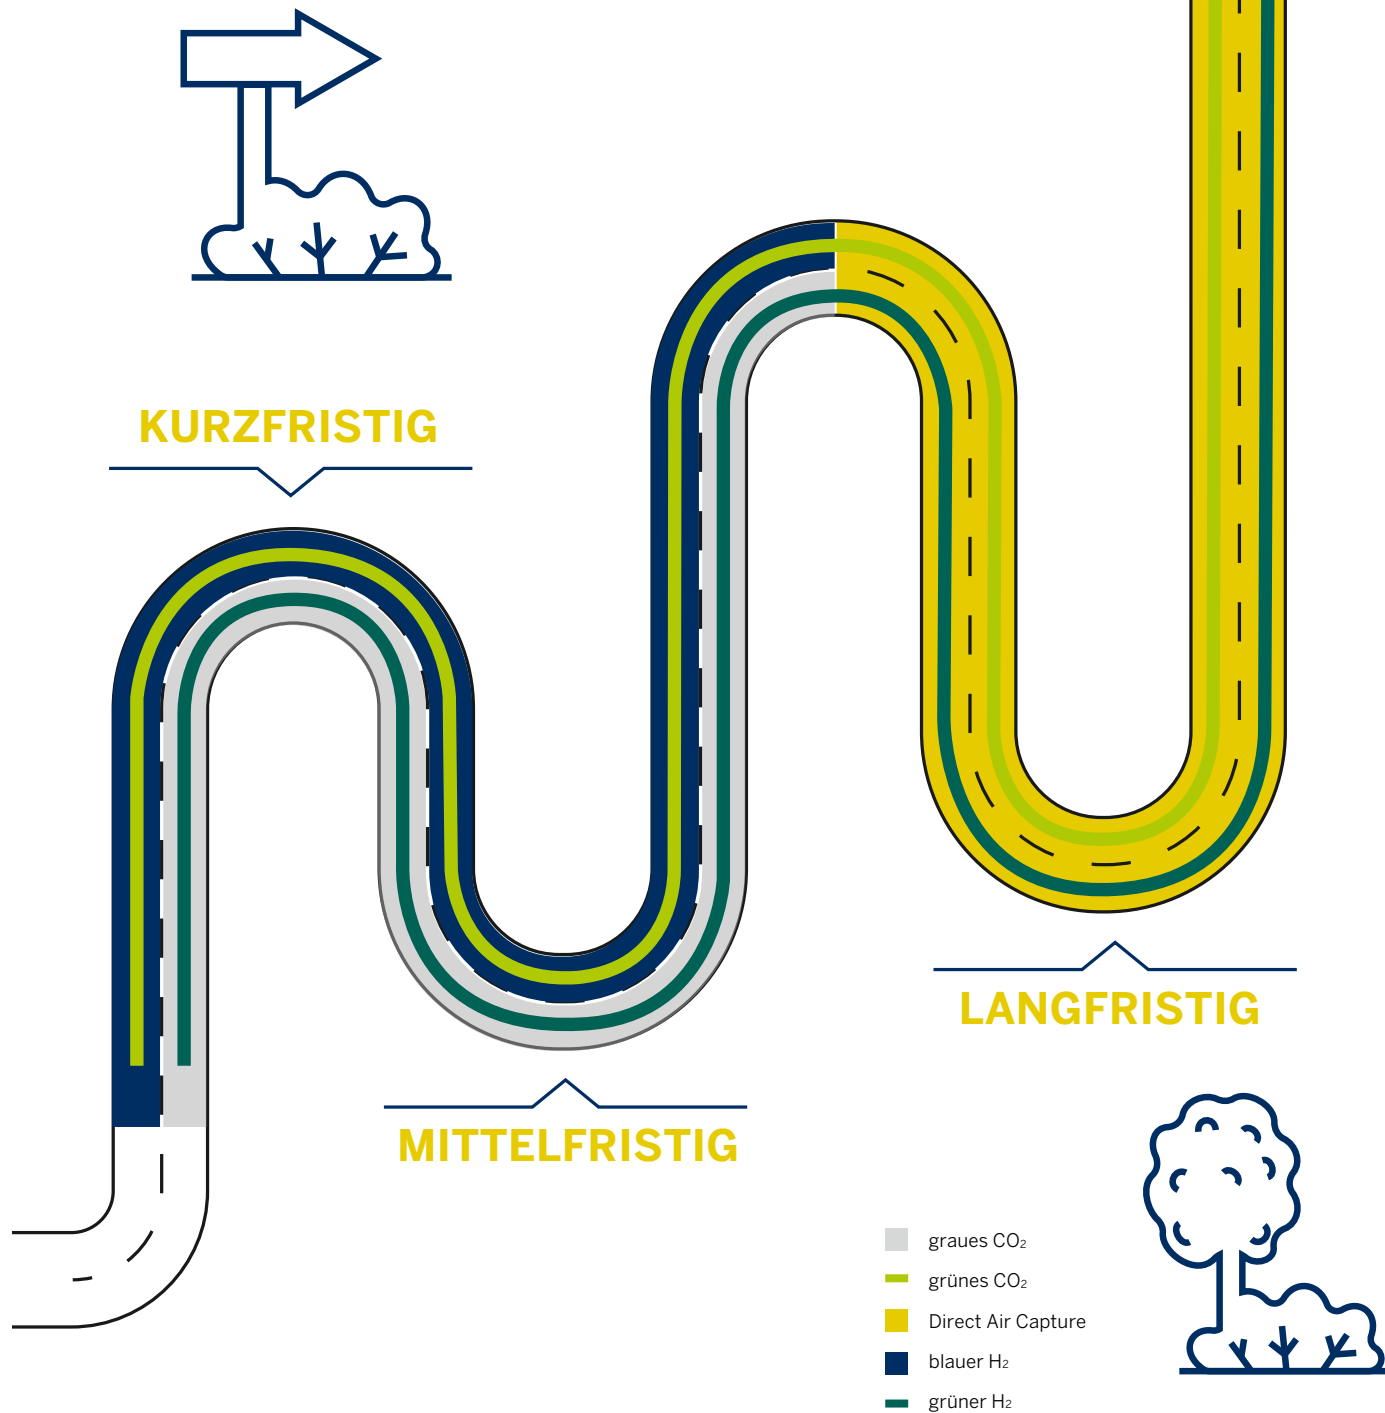 KURZFRISTIG
LANGFRISTIG
MITTELFRISTIG
graues CO₂
grünes CO₂
Direct Air Capture
blauer H₂
grüner H₂